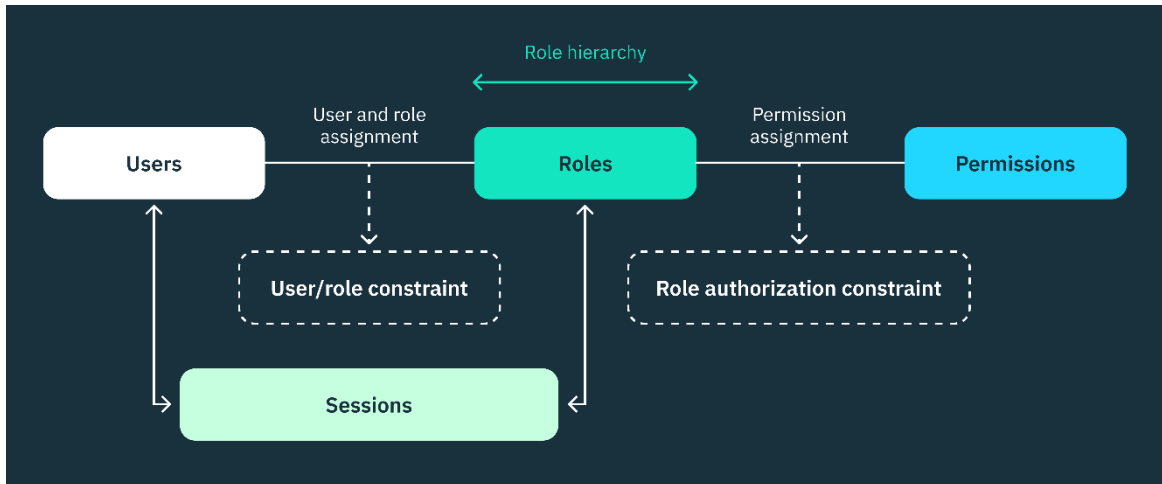 Role hierarchy
User and role
assignment
Permission
assignment
Users
Roles
Permissions
User/role constraint
Role authorization constraint
Sessions